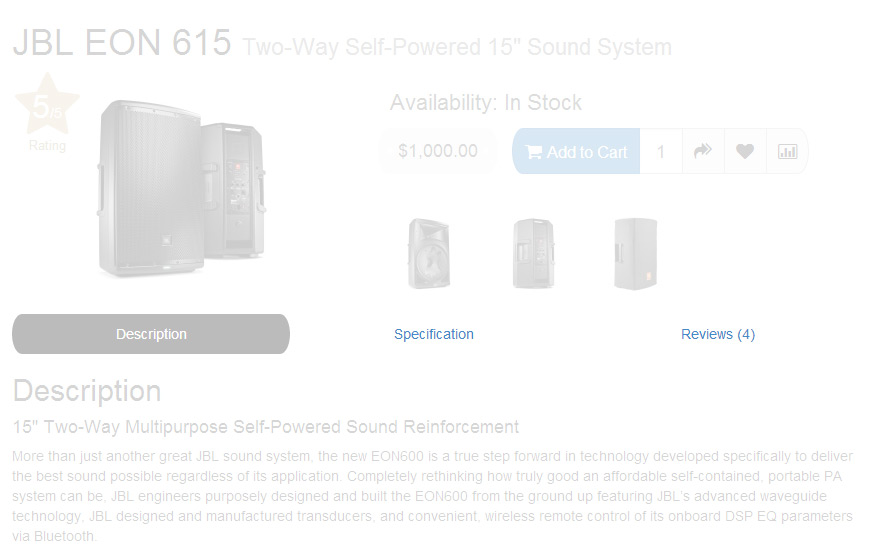 JBL EON 615 Two-Way Self-Powered 15" Sound System
5/5
Rating
Availability: In Stock
$1,000.00
Add to Cart
1
Description
Specification
Reviews (4)
Description
15" Two-Way Multipurpose Self-Powered Sound Reinforcement
More than just another great JBL sound system, the new EON600 is a true step forward in technology developed specifically to deliver
the best sound possible regardless of its application. Completely rethinking how truly good an affordable self-contained, portable PA
system can be, JBL engineers purposely designed and built the EON600 from the ground up featuring JBL's advanced waveguide
technology, JBL designed and manufactured transducers, and convenient, wireless remote control of its onboard DSP EQ parameters
via Bluetooth.